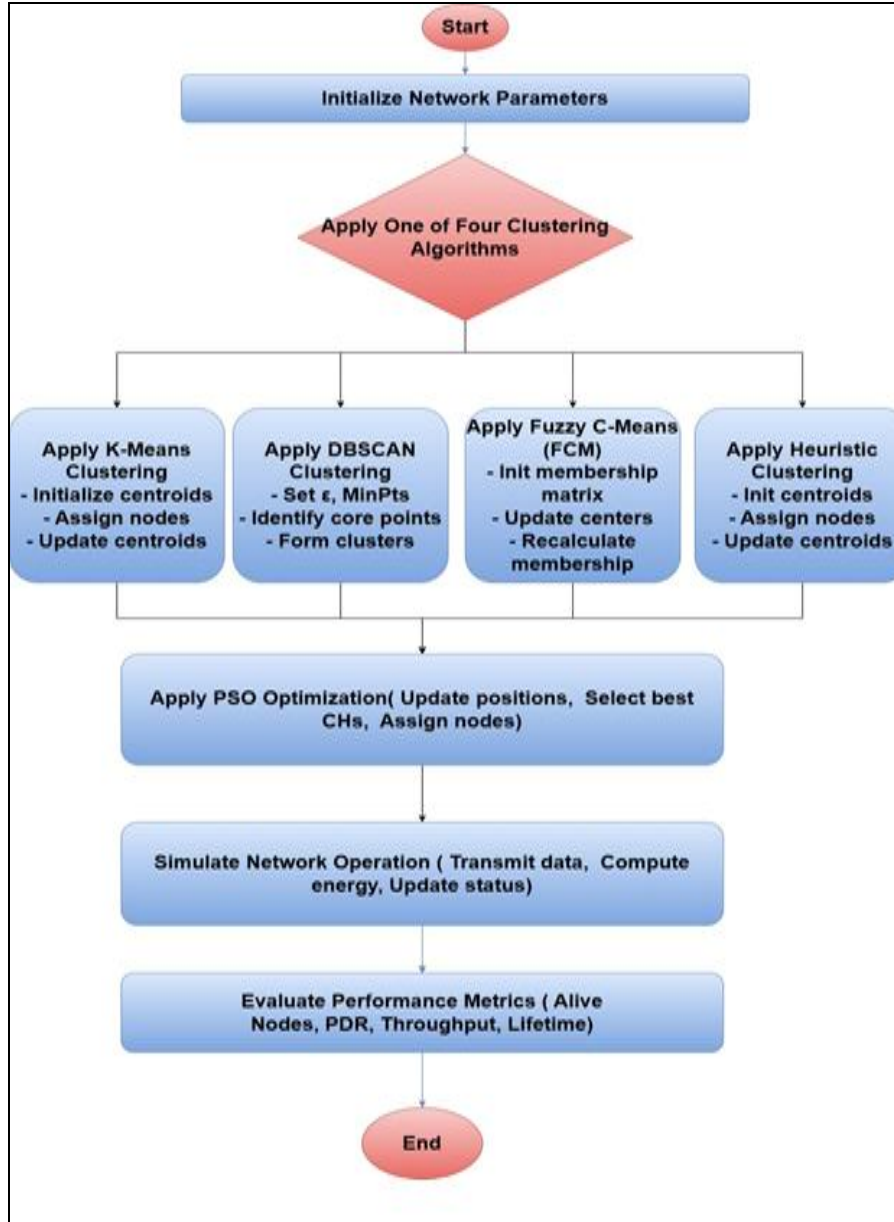 Start
Initialize Network Parameters
Apply One of Four Clustering
Algorithms
Apply K-Means
Clustering
- Initialize centroids
- Assign nodes
- Update centroids
Apply DBSCAN
Clustering
- Set ε, MinPts
- Identify core points
- Form clusters
Apply Fuzzy C-Means
(FCM)
- Init membership
matrix
- Update centers
- Recalculate
membership
Apply Heuristic
Clustering
- Init centroids
- Assign nodes
- Update centroids
Apply PSO Optimization( Update positions, Select best
CHs, Assign nodes)
Simulate Network Operation ( Transmit data, Compute
energy, Update status)
Evaluate Performance Metrics ( Alive
Nodes, PDR, Throughput, Lifetime)
End